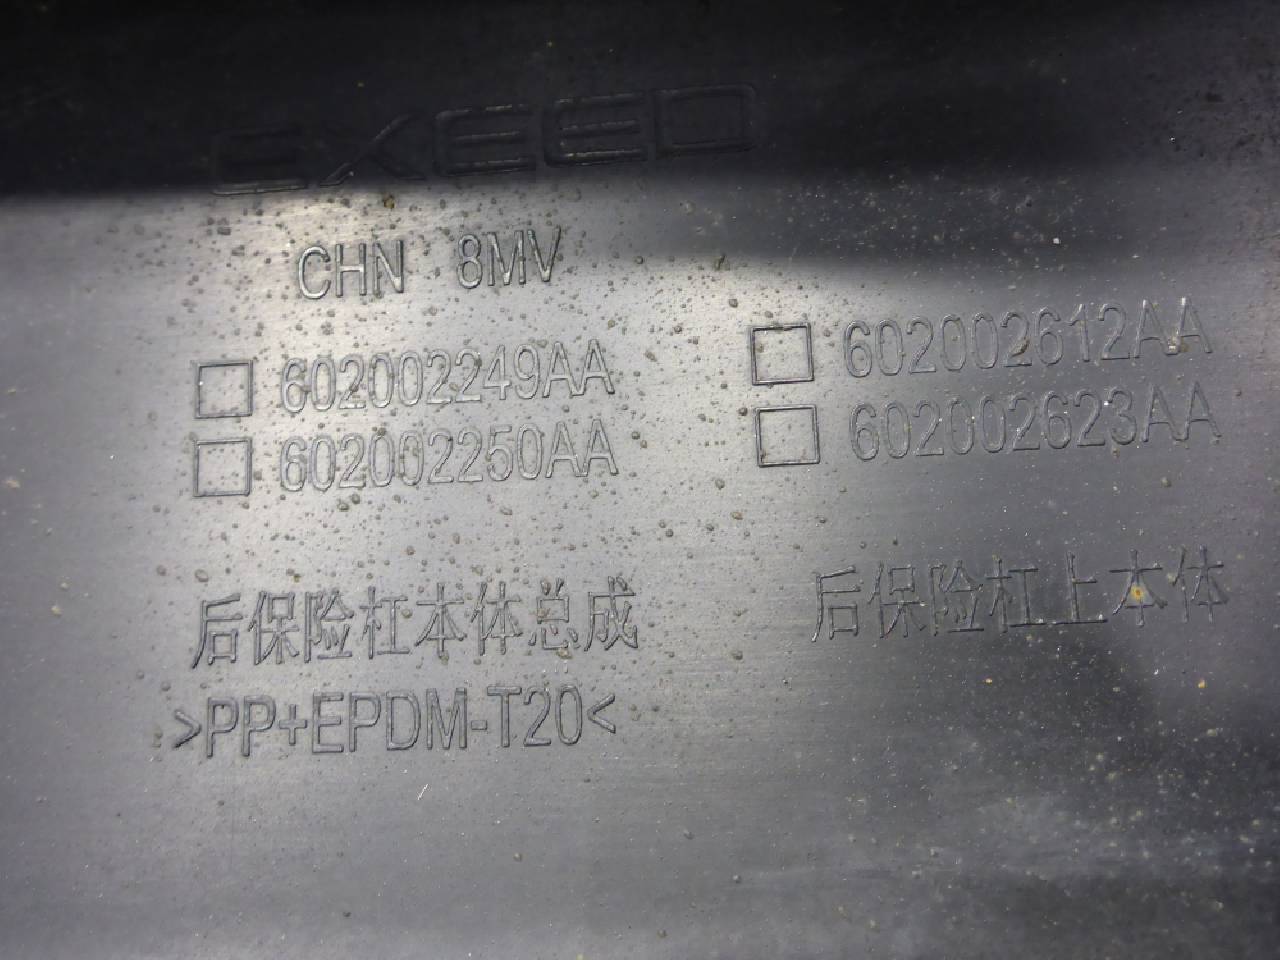 EXEED
CHN 8MV
□ 602002249AA
□ 602002250AA
□ 602002612AA
□ 602002623AA
后保险杠本体总成
后保险杠上本体
>PP+EPDM-T20<